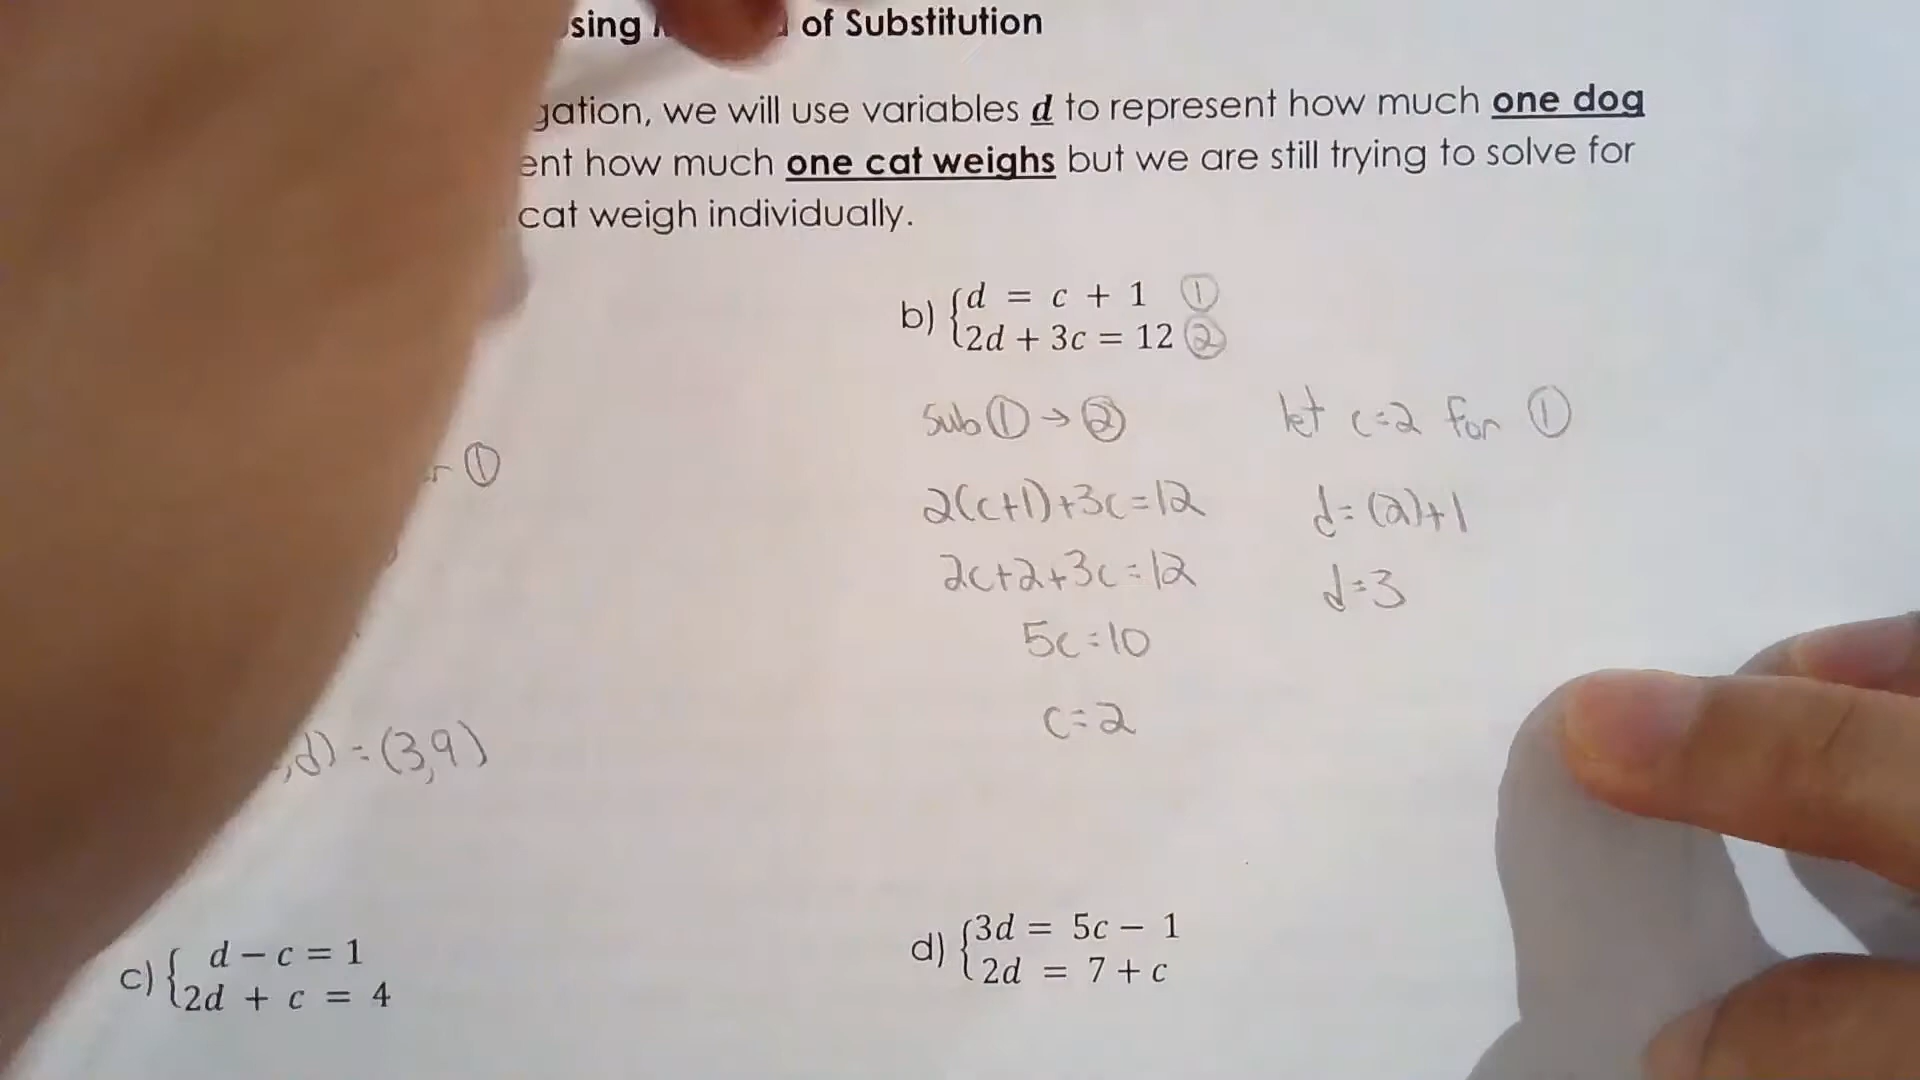 of Substitution
we will use variables d to represent how much one dog
how much one cat weighs but we are still trying to solve for
cat weigh individually.
b) {d = c + 1 ①
2d + 3c = 12 ②
Sub ① → ② let c=2 for ①
①
2(c+1)+3c=12 d=(2)+1
2c+2+3c=12 d=3
5c=10
c=2
,d) = (3,9)
c) { d − c = 1
2d + c = 4
d) {3d = 5c − 1
2d = 7 + c